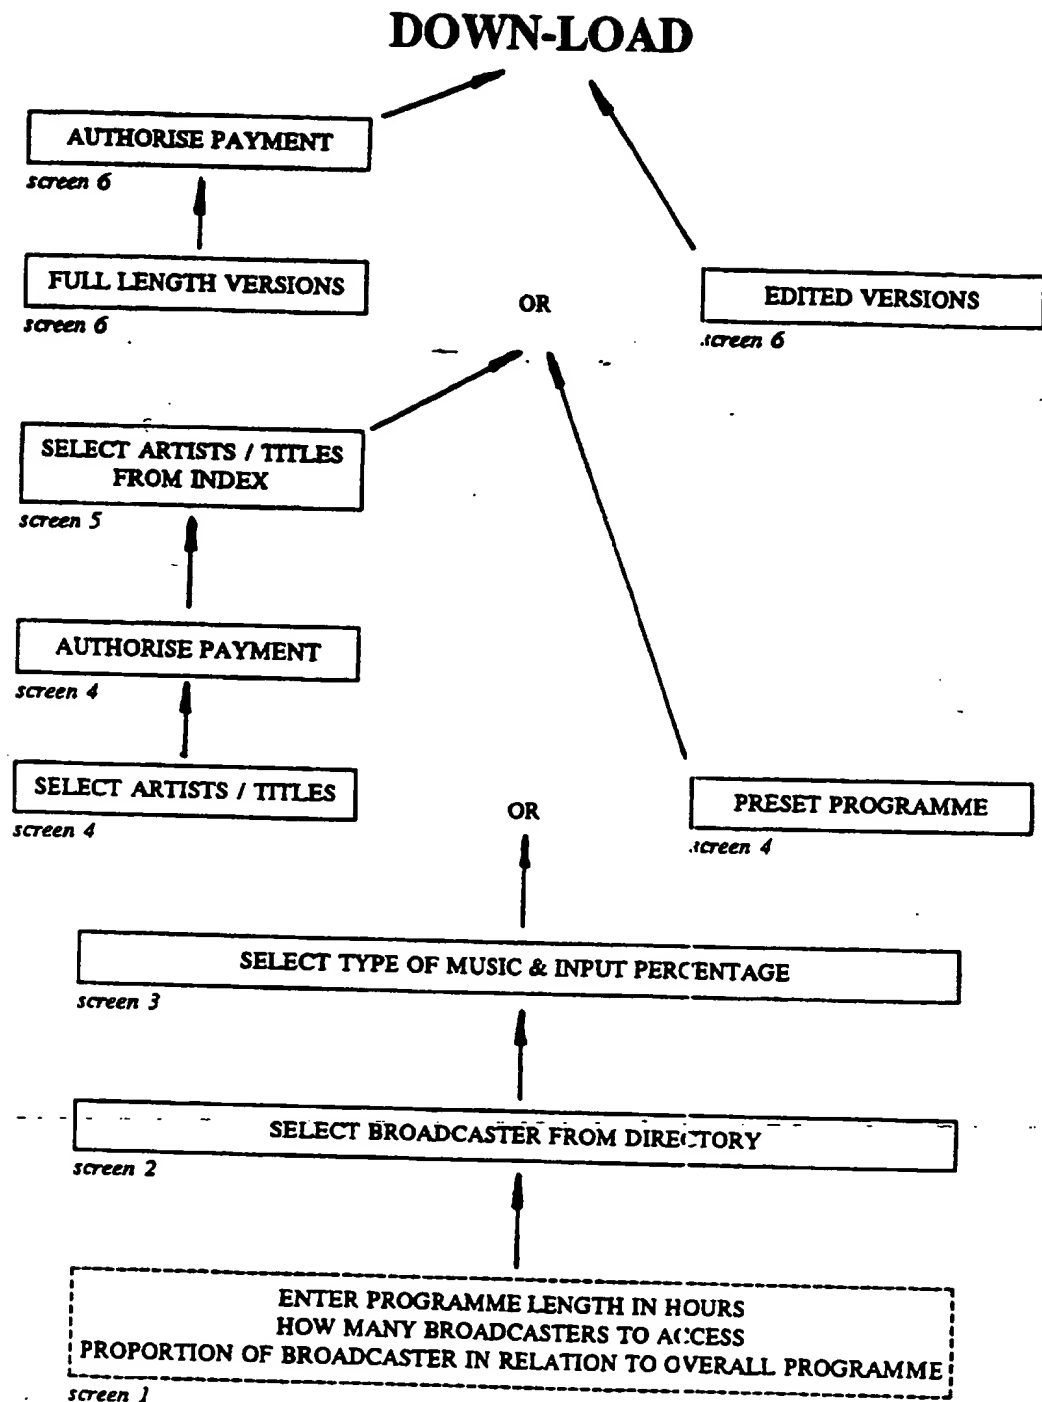 DOWN-LOAD
AUTHORISE PAYMENT
screen 6
FULL LENGTH VERSIONS
screen 6
OR
EDITED VERSIONS
screen 6
SELECT ARTISTS / TITLES
FROM INDEX
screen 5
AUTHORISE PAYMENT
screen 4
SELECT ARTISTS / TITLES
screen 4
OR
PRESET PROGRAMME
screen 4
SELECT TYPE OF MUSIC & INPUT PERCENTAGE
screen 3
SELECT BROADCASTER FROM DIRECTORY
screen 2
ENTER PROGRAMME LENGTH IN HOURS
HOW MANY BROADCASTERS TO ACCESS
PROPORTION OF BROADCASTER IN RELATION TO OVERALL PROGRAMME
screen 1